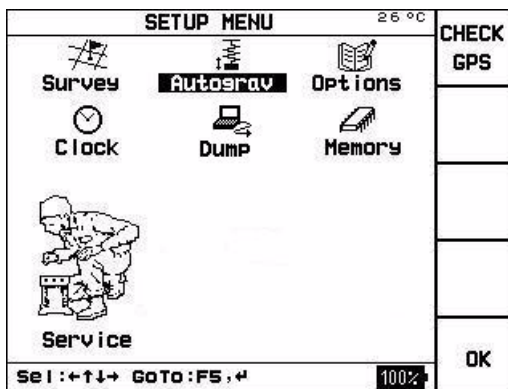 SETUP MENU 26 °C
CHECK GPS
Survey Autograv Options
Clock Dump Memory
Service
OK
Sel:←↑↓→ GoTo:F5,↵ 100%